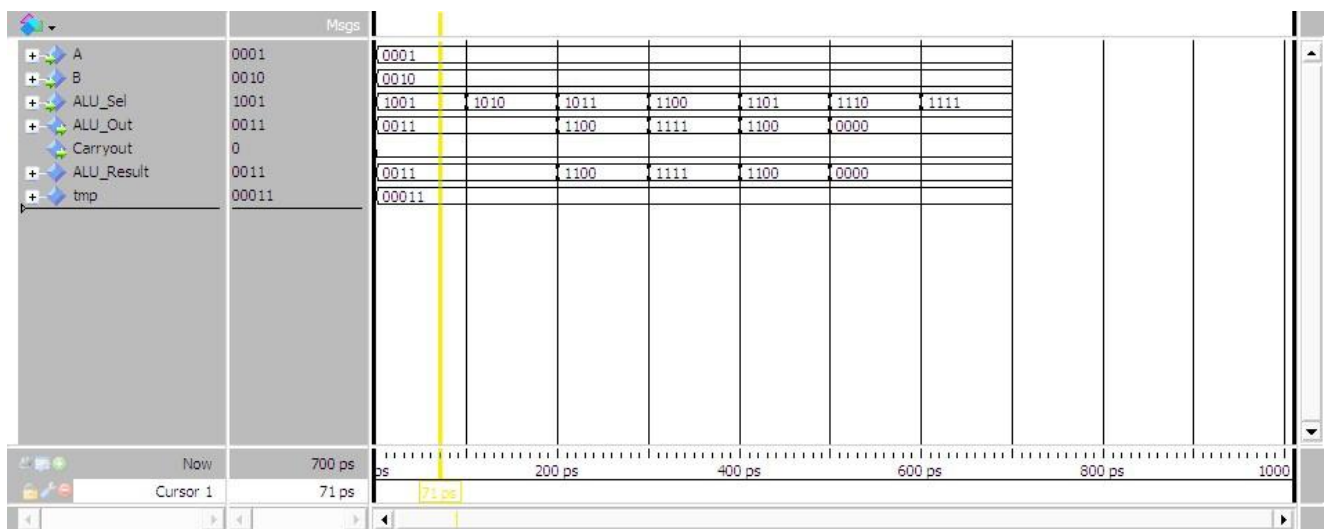 Msgs
A 0001 0001
B 0010 0010
ALU_Sel 1001 1001 1010 1011 1100 1101 1110 1111
ALU_Out 0011 0011 1100 1111 1100 0000
Carryout 0
ALU_Result 0011 0011 1100 1111 1100 0000
tmp 00011 00011
Now 700 ps ps 200 ps 400 ps 600 ps 800 ps 1000
Cursor 1 71 ps 71 ps